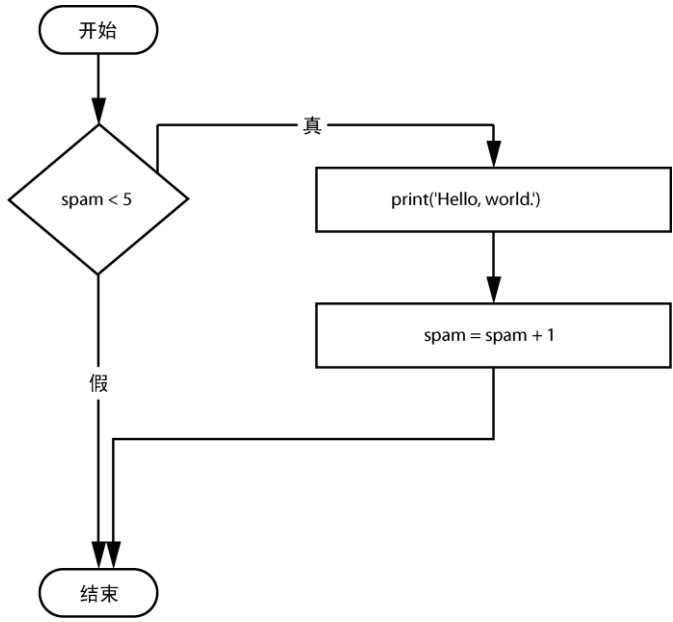 开始
真
spam < 5
print('Hello, world.')
spam = spam + 1
假
结束